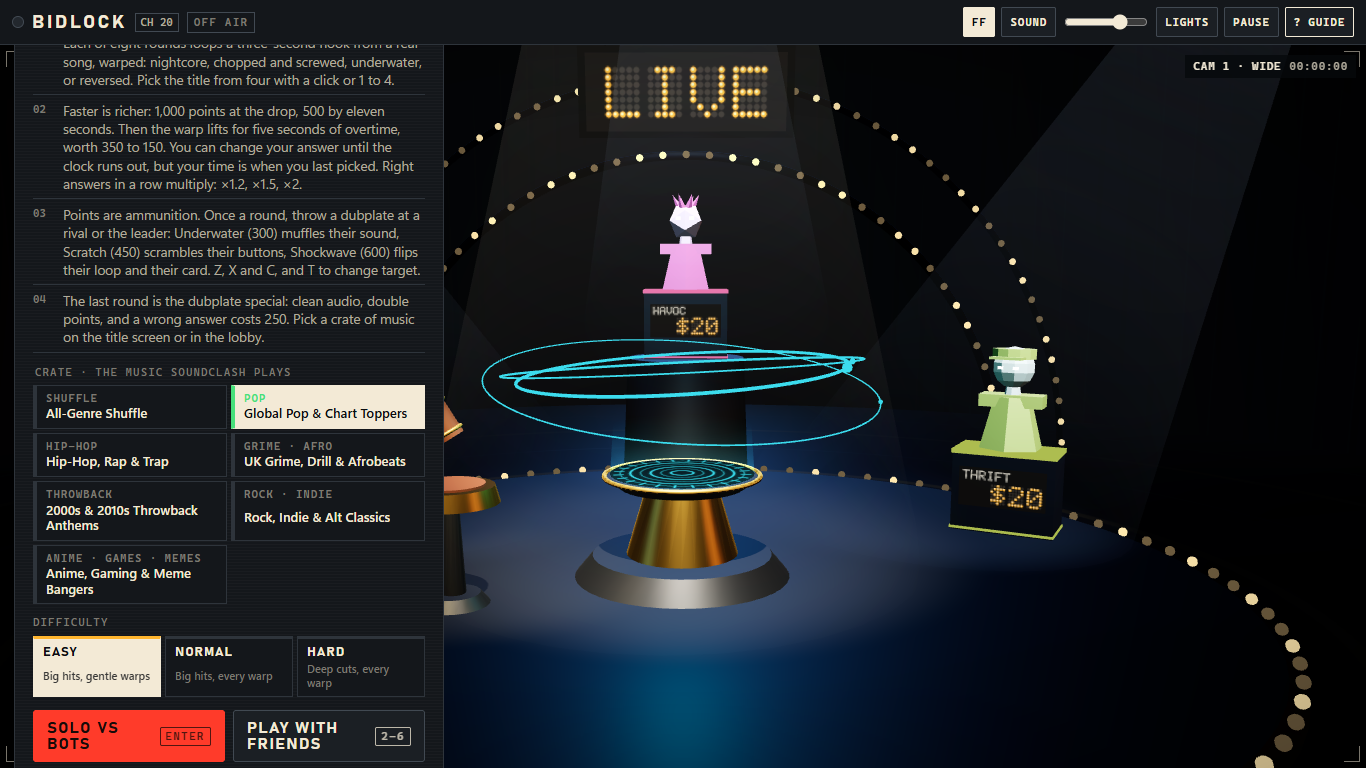 BIDLOCK CH 20 OFF AIR FF SOUND LIGHTS PAUSE ? GUIDE
Each of eight rounds loops a three-second hook from a real
song, warped: nightcore, chopped and screwed, underwater,
or reversed. Pick the title from four with a click or 1 to 4.
02 Faster is richer: 1,000 points at the drop, 500 by eleven
seconds. Then the warp lifts for five seconds of overtime,
worth 350 to 150. You can change your answer until the
clock runs out, but your time is when you last picked. Right
answers in a row multiply: ×1.2, ×1.5, ×2.
03 Points are ammunition. Once a round, throw a dubplate at a
rival or the leader: Underwater (300) muffles their sound,
Scratch (450) scrambles their buttons, Shockwave (600) flips
their loop and their card. Z, X and C, and T to change target.
04 The last round is the dubplate special: clean audio, double
points, and a wrong answer costs 250. Pick a crate of music
on the title screen or in the lobby.
CRATE · THE MUSIC SOUNDCLASH PLAYS
SHUFFLE
All-Genre Shuffle
POP
Global Pop & Chart Toppers
HIP-HOP
Hip-Hop, Rap & Trap
GRIME · AFRO
UK Grime, Drill & Afrobeats
THROWBACK
2000s & 2010s Throwback
Anthems
ROCK · INDIE
Rock, Indie & Alt Classics
ANIME · GAMES · MEMES
Anime, Gaming & Meme
Bangers
DIFFICULTY
EASY
Big hits, gentle warps
NORMAL
Big hits, every warp
HARD
Deep cuts, every
warp
SOLO VS
BOTS
ENTER
PLAY WITH
FRIENDS
2–6
LIVE
CAM 1 · WIDE 00:00:00
HAVOC
$20
THRIFT
$20